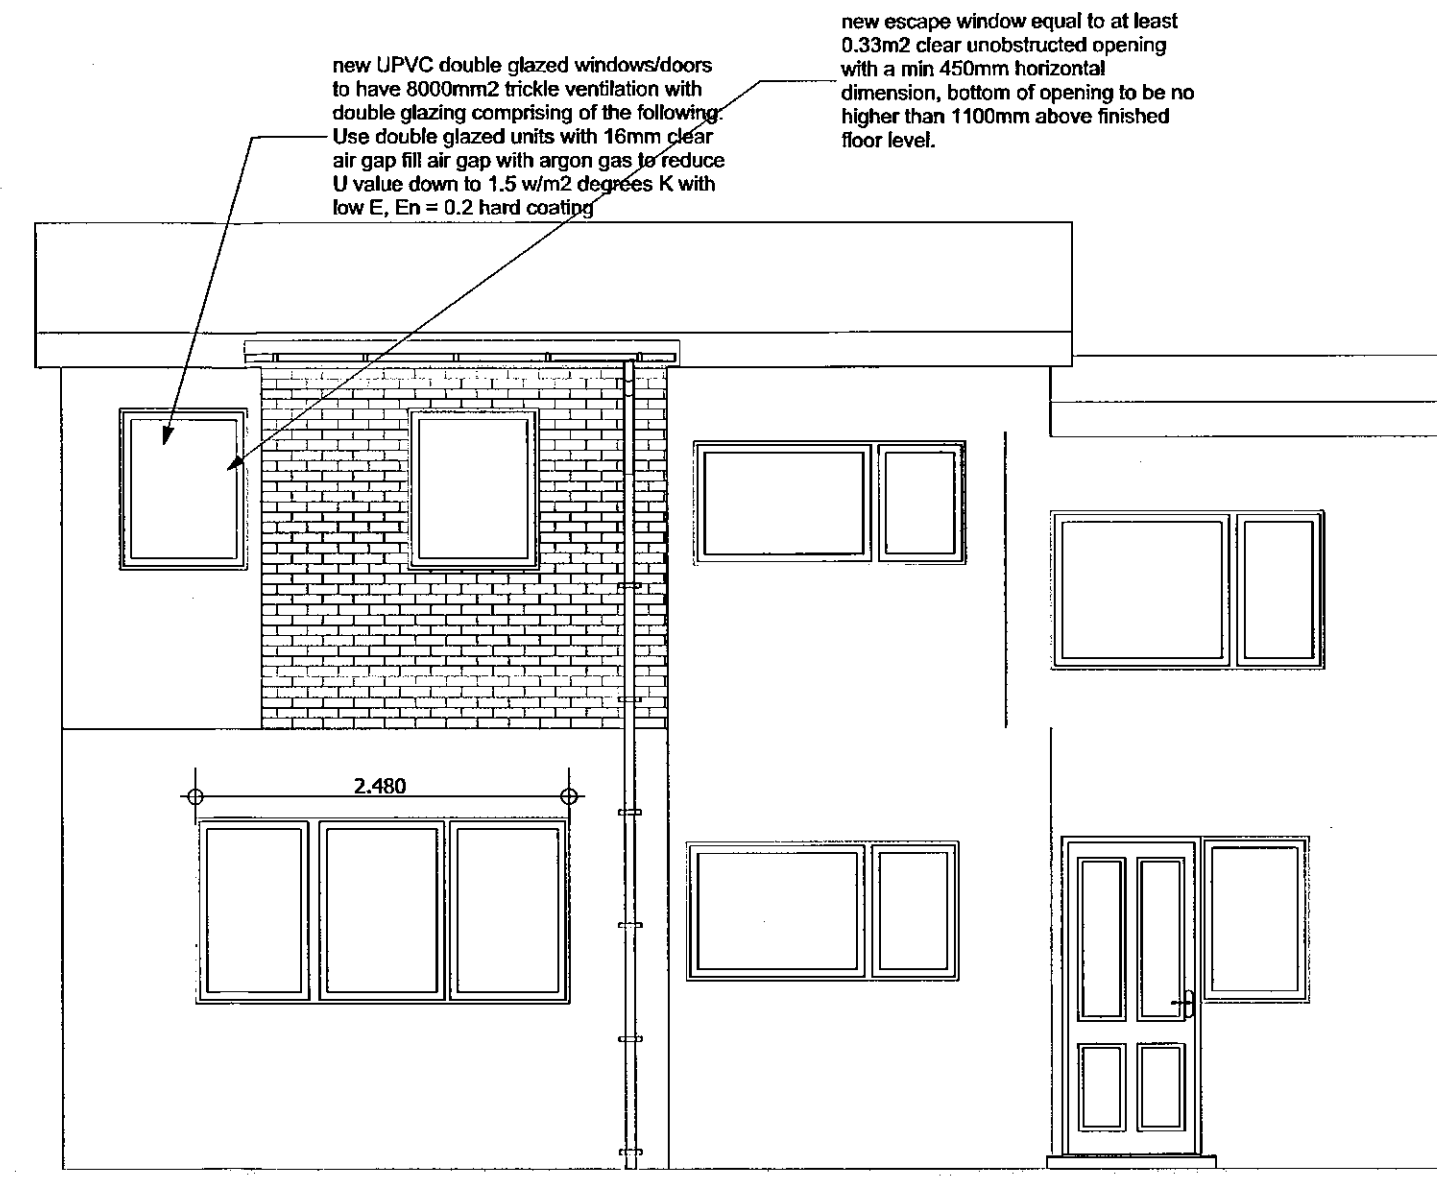 new UPVC double glazed windows/doors
to have 8000mm2 trickle ventilation with
double glazing comprising of the following:
Use double glazed units with 16mm clear
air gap fill air gap with argon gas to reduce
U value down to 1.5 w/m2 degrees K with
low E, En = 0.2 hard coating
new escape window equal to at least
0.33m2 clear unobstructed opening
with a min 450mm horizontal
dimension, bottom of opening to be no
higher than 1100mm above finished
floor level.
2.480